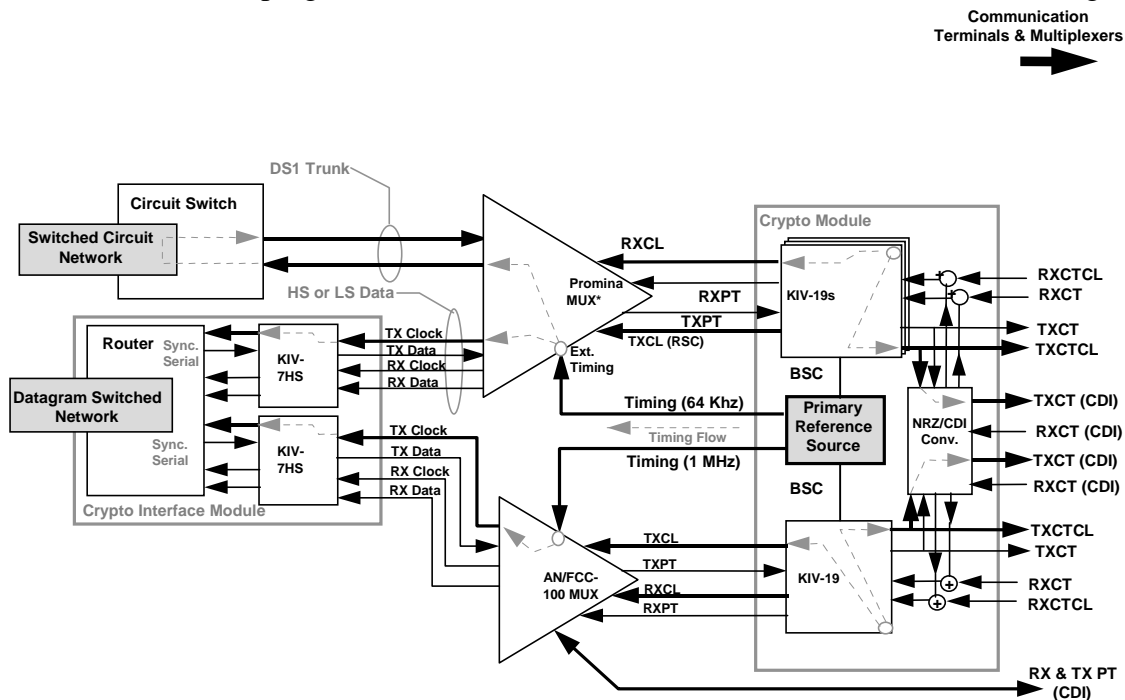 Communication
Terminals & Multiplexers
DS1 Trunk
Circuit Switch
Switched Circuit
Network
HS or LS Data
Promina
MUX*
Ext.
Timing
RXCL
RXPT
TXPT
TXCL (RSC)
Crypto Module
KIV-19s
RXCTCL
RXCT
TXCT
TXCTCL
Router
Sync.
Serial
KIV-
7HS
TX Clock
TX Data
RX Clock
RX Data
Datagram Switched
Network
Sync.
Serial
KIV-
7HS
TX Clock
TX Data
RX Clock
RX Data
Crypto Interface Module
BSC
Timing (64 Khz)
Timing Flow
Timing (1 MHz)
Primary
Reference
Source
BSC
NRZ/CDI
Conv.
TXCT (CDI)
RXCT (CDI)
TXCT (CDI)
RXCT (CDI)
AN/FCC-
100 MUX
TXCL
TXPT
RXCL
RXPT
KIV-19
TXCTCL
TXCT
RXCT
RXCTCL
RX & TX PT
(CDI)